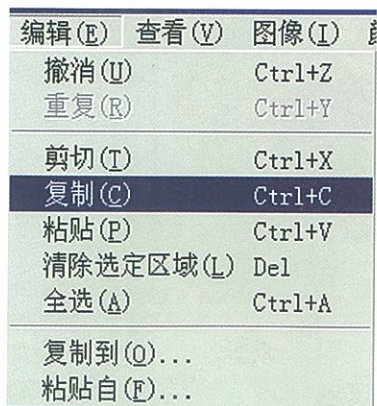 编辑(E) 查看(V) 图像(I)
撤消(U) Ctrl+Z
重复(R) Ctrl+Y
剪切(T) Ctrl+X
复制(C) Ctrl+C
粘贴(P) Ctrl+V
清除选定区域(L) Del
全选(A) Ctrl+A
复制到(O)...
粘贴自(F)...